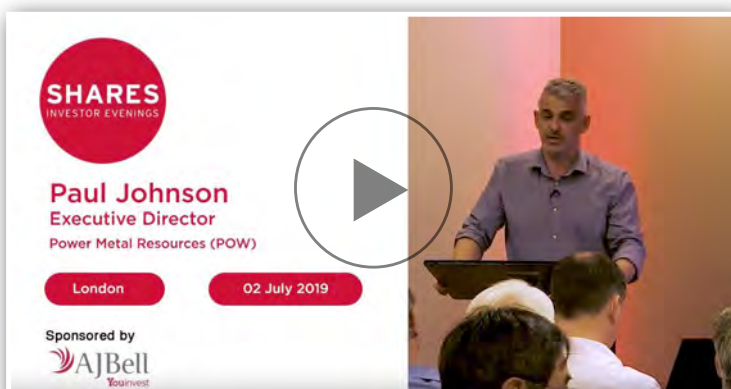 SHARES
INVESTOR EVENINGS
Paul Johnson
Executive Director
Power Metal Resources (POW)
London
02 July 2019
Sponsored by
AJBell
Youinvest